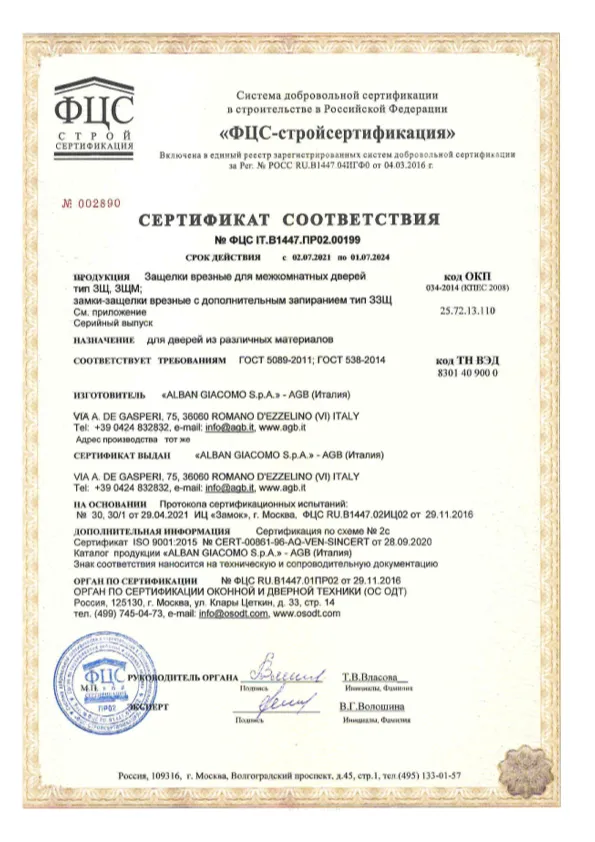 ФЦС
СТРОЙ
СЕРТИФИКАЦИЯ
Система добровольной сертификации
в строительстве в Российской Федерации
«ФЦС-стройсертификация»
Включена в единый реестр зарегистрированных систем добровольной сертификации
за Рег. № РОСС RU.В1447.04ПГФ0 от 04.03.2016 г.
№ 002890
СЕРТИФИКАТ СООТВЕТСТВИЯ
№ ФЦС IT.В1447.ПР02.00199
СРОК ДЕЙСТВИЯ с 02.07.2021 по 01.07.2024
ПРОДУКЦИЯ Защелки врезные для межкомнатных дверей
тип ЗЩ, ЗЩМ;
замки-защелки врезные с дополнительным запиранием тип ЗЗЩ
См. приложение
Серийный выпуск
код ОКП
034-2014 (КПЕС 2008)
25.72.13.110
НАЗНАЧЕНИЕ для дверей из различных материалов
СООТВЕТСТВУЕТ ТРЕБОВАНИЯМ ГОСТ 5089-2011; ГОСТ 538-2014
код ТН ВЭД
8301 40 900 0
ИЗГОТОВИТЕЛЬ «ALBAN GIACOMO S.p.A.» - AGB (Италия)
VIA A. DE GASPERI, 75, 36060 ROMANO D'EZZELINO (VI) ITALY
Tel: +39 0424 832832, e-mail: info@agb.it, www.agb.it
Адрес производства тот же
СЕРТИФИКАТ ВЫДАН «ALBAN GIACOMO S.p.A.» - AGB (Италия)
VIA A. DE GASPERI, 75, 36060 ROMANO D'EZZELINO (VI) ITALY
Tel: +39 0424 832832, e-mail: info@agb.it, www.agb.it
НА ОСНОВАНИИ Протокола сертификационных испытаний:
№ 30, 30/1 от 29.04.2021 ИЦ «Замок», г. Москва, ФЦС RU.В1447.02ИЦ02 от 29.11.2016
ДОПОЛНИТЕЛЬНАЯ ИНФОРМАЦИЯ Сертификация по схеме № 2с
Сертификат ISO 9001:2015 № CERT-00861-96-AQ-VEN-SINCERT от 28.09.2020
Каталог продукции «ALBAN GIACOMO S.p.A.» - AGB (Италия)
Знак соответствия наносится на техническую и сопроводительную документацию
ОРГАН ПО СЕРТИФИКАЦИИ № ФЦС RU.В1447.01ПР02 от 29.11.2016
ОРГАН ПО СЕРТИФИКАЦИИ ОКОННОЙ И ДВЕРНОЙ ТЕХНИКИ (ОС ОДТ)
Россия, 125130, г. Москва, ул. Клары Цеткин, д. 33, стр. 14
тел. (499) 745-04-73, e-mail: info@osodt.com, www.osodt.com
ФЦС
ПР02
М.П.
РУКОВОДИТЕЛЬ ОРГАНА Т.В.Власова
Подпись Инициалы, Фамилия
ЭКСПЕРТ В.Г.Волошина
Подпись Инициалы, Фамилия
Россия, 109316, г. Москва, Волгоградский проспект, д.45, стр.1, тел (495) 133-01-57